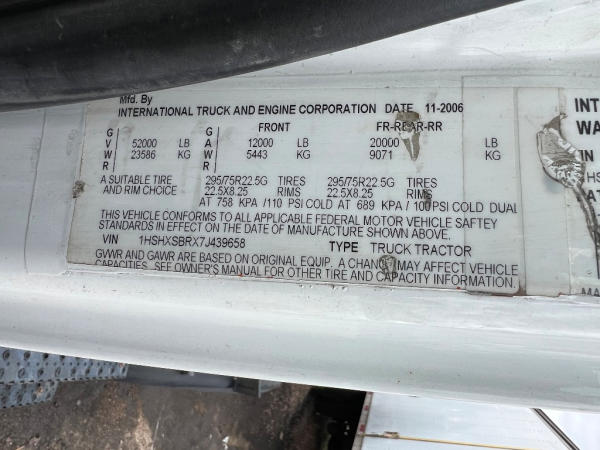 Mfd. By
INTERNATIONAL TRUCK AND ENGINE CORPORATION DATE 11-2006
G G FRONT FR-REAR-RR
V 52000 LB A 12000 LB 20000 LB
W 23586 KG W 5443 KG 9071 KG
R R
A SUITABLE TIRE 295/75R22.5G TIRES 295/75R22.5G TIRES
AND RIM CHOICE 22.5X8.25 RIMS 22.5X8.25 RIMS
AT 758 KPA /110 PSI COLD AT 689 KPA / 100 PSI COLD DUAL
THIS VEHICLE CONFORMS TO ALL APPLICABLE FEDERAL MOTOR VEHICLE SAFTEY
STANDARDS IN EFFECT ON THE DATE OF MANUFACTURE SHOWN ABOVE.
VIN 1HSHXSBRX7J439658 TYPE TRUCK TRACTOR
GVWR AND GAWR ARE BASED ON ORIGINAL EQUIP. A CHANGE MAY AFFECT VEHICLE
CAPACITIES. SEE OWNER'S MANUAL FOR OTHER TIRE AND CAPACITY INFORMATION.
INT
WA
IN
HS
AT
MA